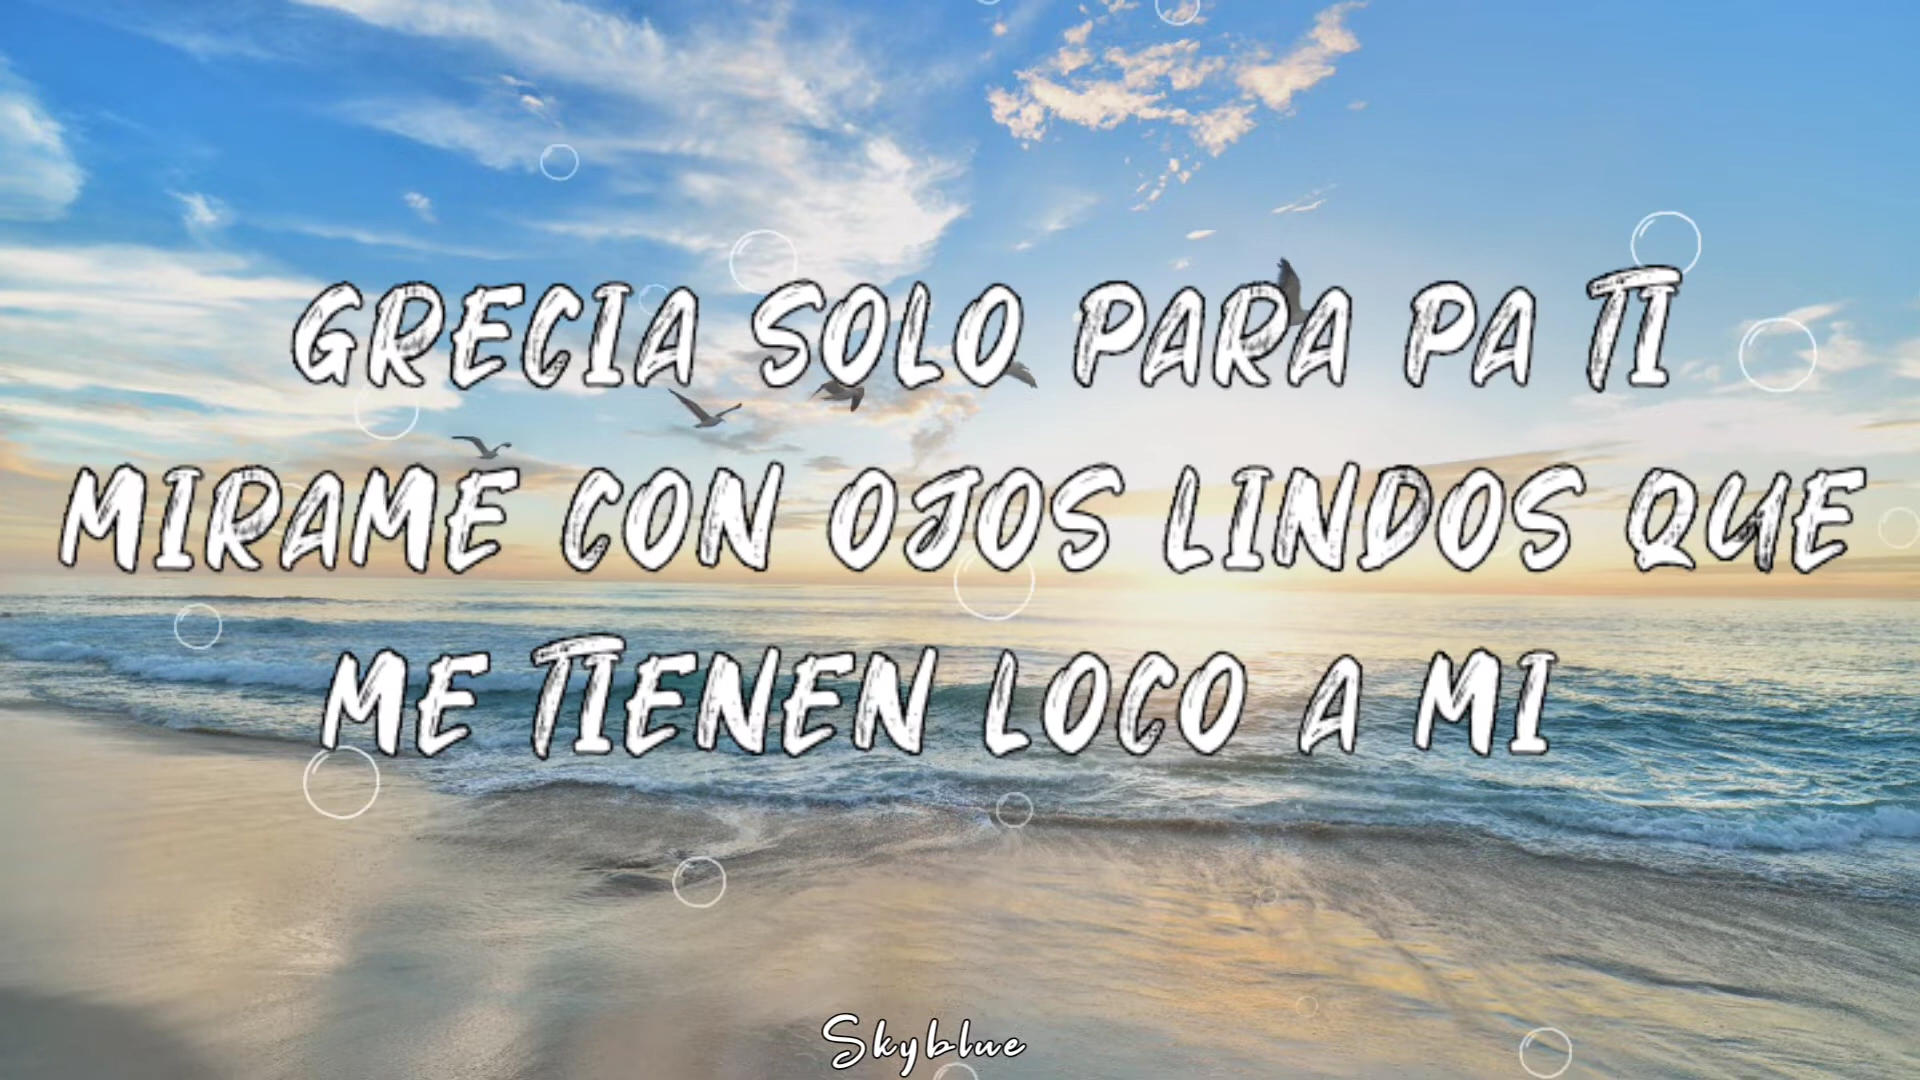 GRECIA SOLO PARA PA TI
MIRAME CON OJOS LINDOS QUE
ME TIENEN LOCO A MI
Skyblue